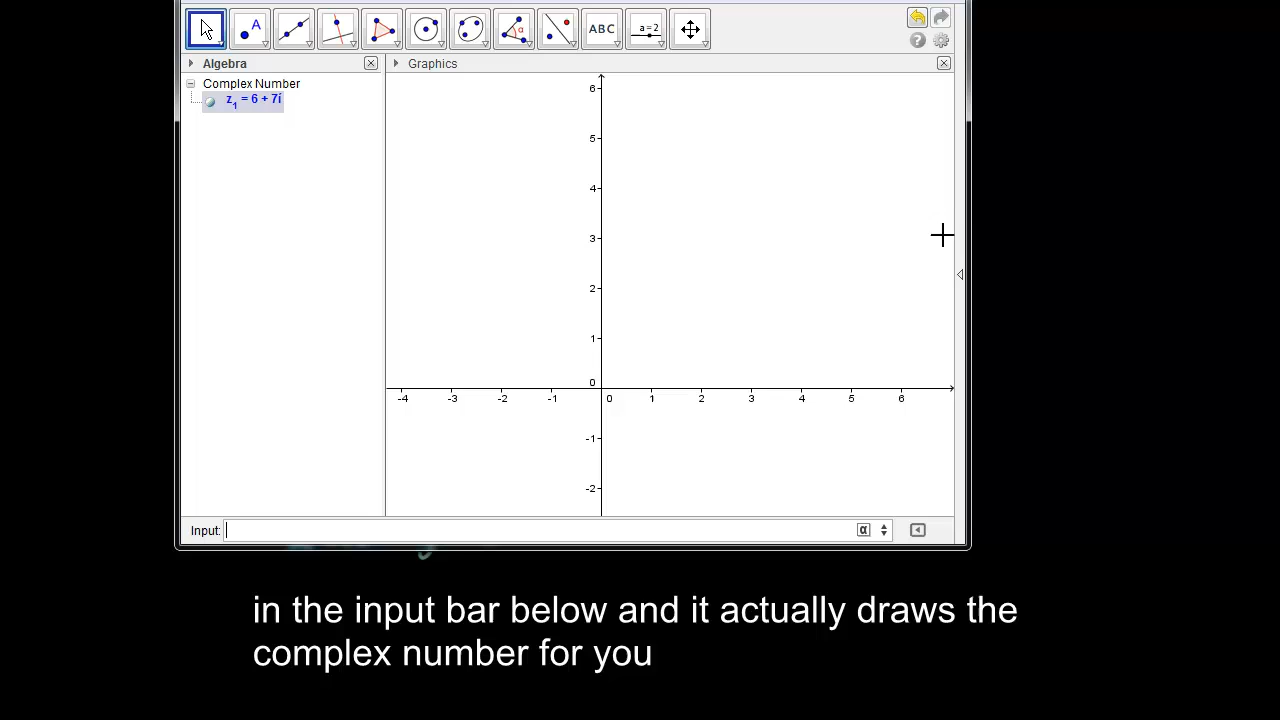 A
α
ABC
a=2
?
Algebra
Graphics
Complex Number
z1 = 6 + 7í
6
5
4
3
2
1
0
-4 -3 -2 -1 0 1 2 3 4 5 6
-1
-2
Input:
α
in the input bar below and it actually draws the
complex number for you